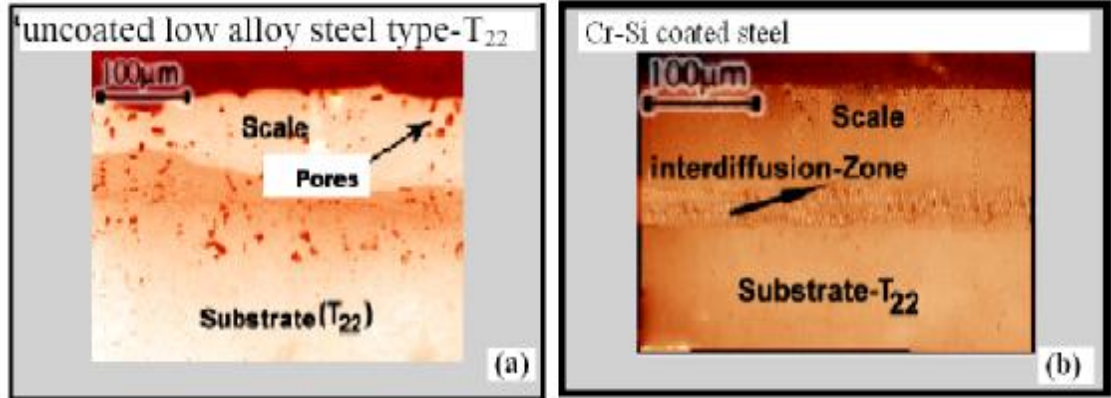 'uncoated low alloy steel type-T22
100µm
Scale
Pores
Substrate(T22)
(a)
Cr-Si coated steel
100µm
Scale
interdiffusion-Zone
Substrate-T22
(b)